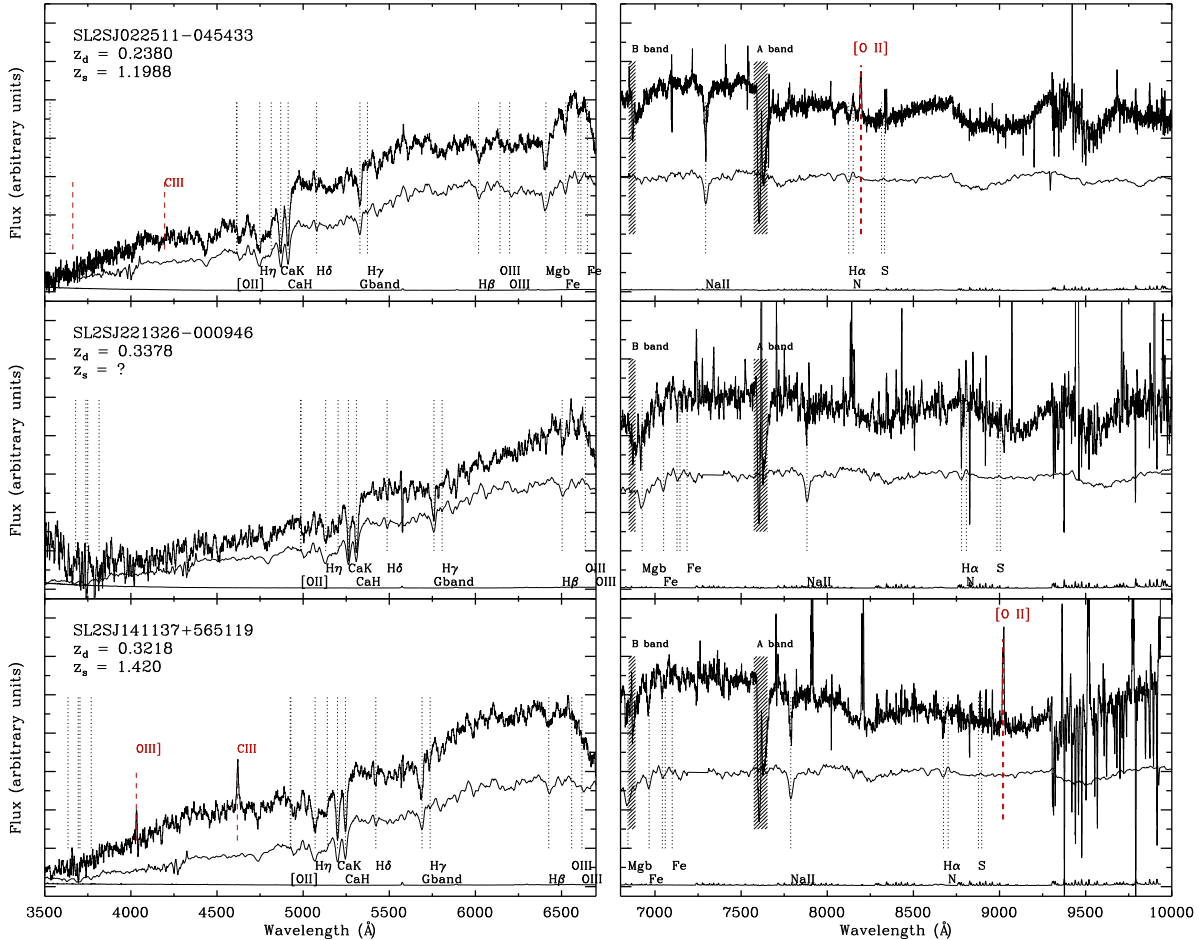 SL2SJ022511−045433
z_d = 0.2380
z_s = 1.1988
CIII
Hη CaK Hδ Hγ OIII Mgb Fe
[OII] CaH Gband Hβ OIII Fe
Flux (arbitrary units)
B band A band [O II]
Hα S
NaII N
SL2SJ221326−000946
z_d = 0.3378
z_s = ?
Hη CaK Hδ Hγ OIII
[OII] CaH Gband Hβ OIII
Flux (arbitrary units)
B band A band
Mgb Fe Hα S
Fe NaII N
SL2SJ141137+565119
z_d = 0.3218
z_s = 1.420
OIII] CIII
Hη CaK Hδ Hγ OIII
[OII] CaH Gband Hβ OIII
Flux (arbitrary units)
B band A band [O II]
Mgb Fe Hα S
Fe NaII N
3500 4000 4500 5000 5500 6000 6500
Wavelength (Å)
7000 7500 8000 8500 9000 9500 10000
Wavelength (Å)